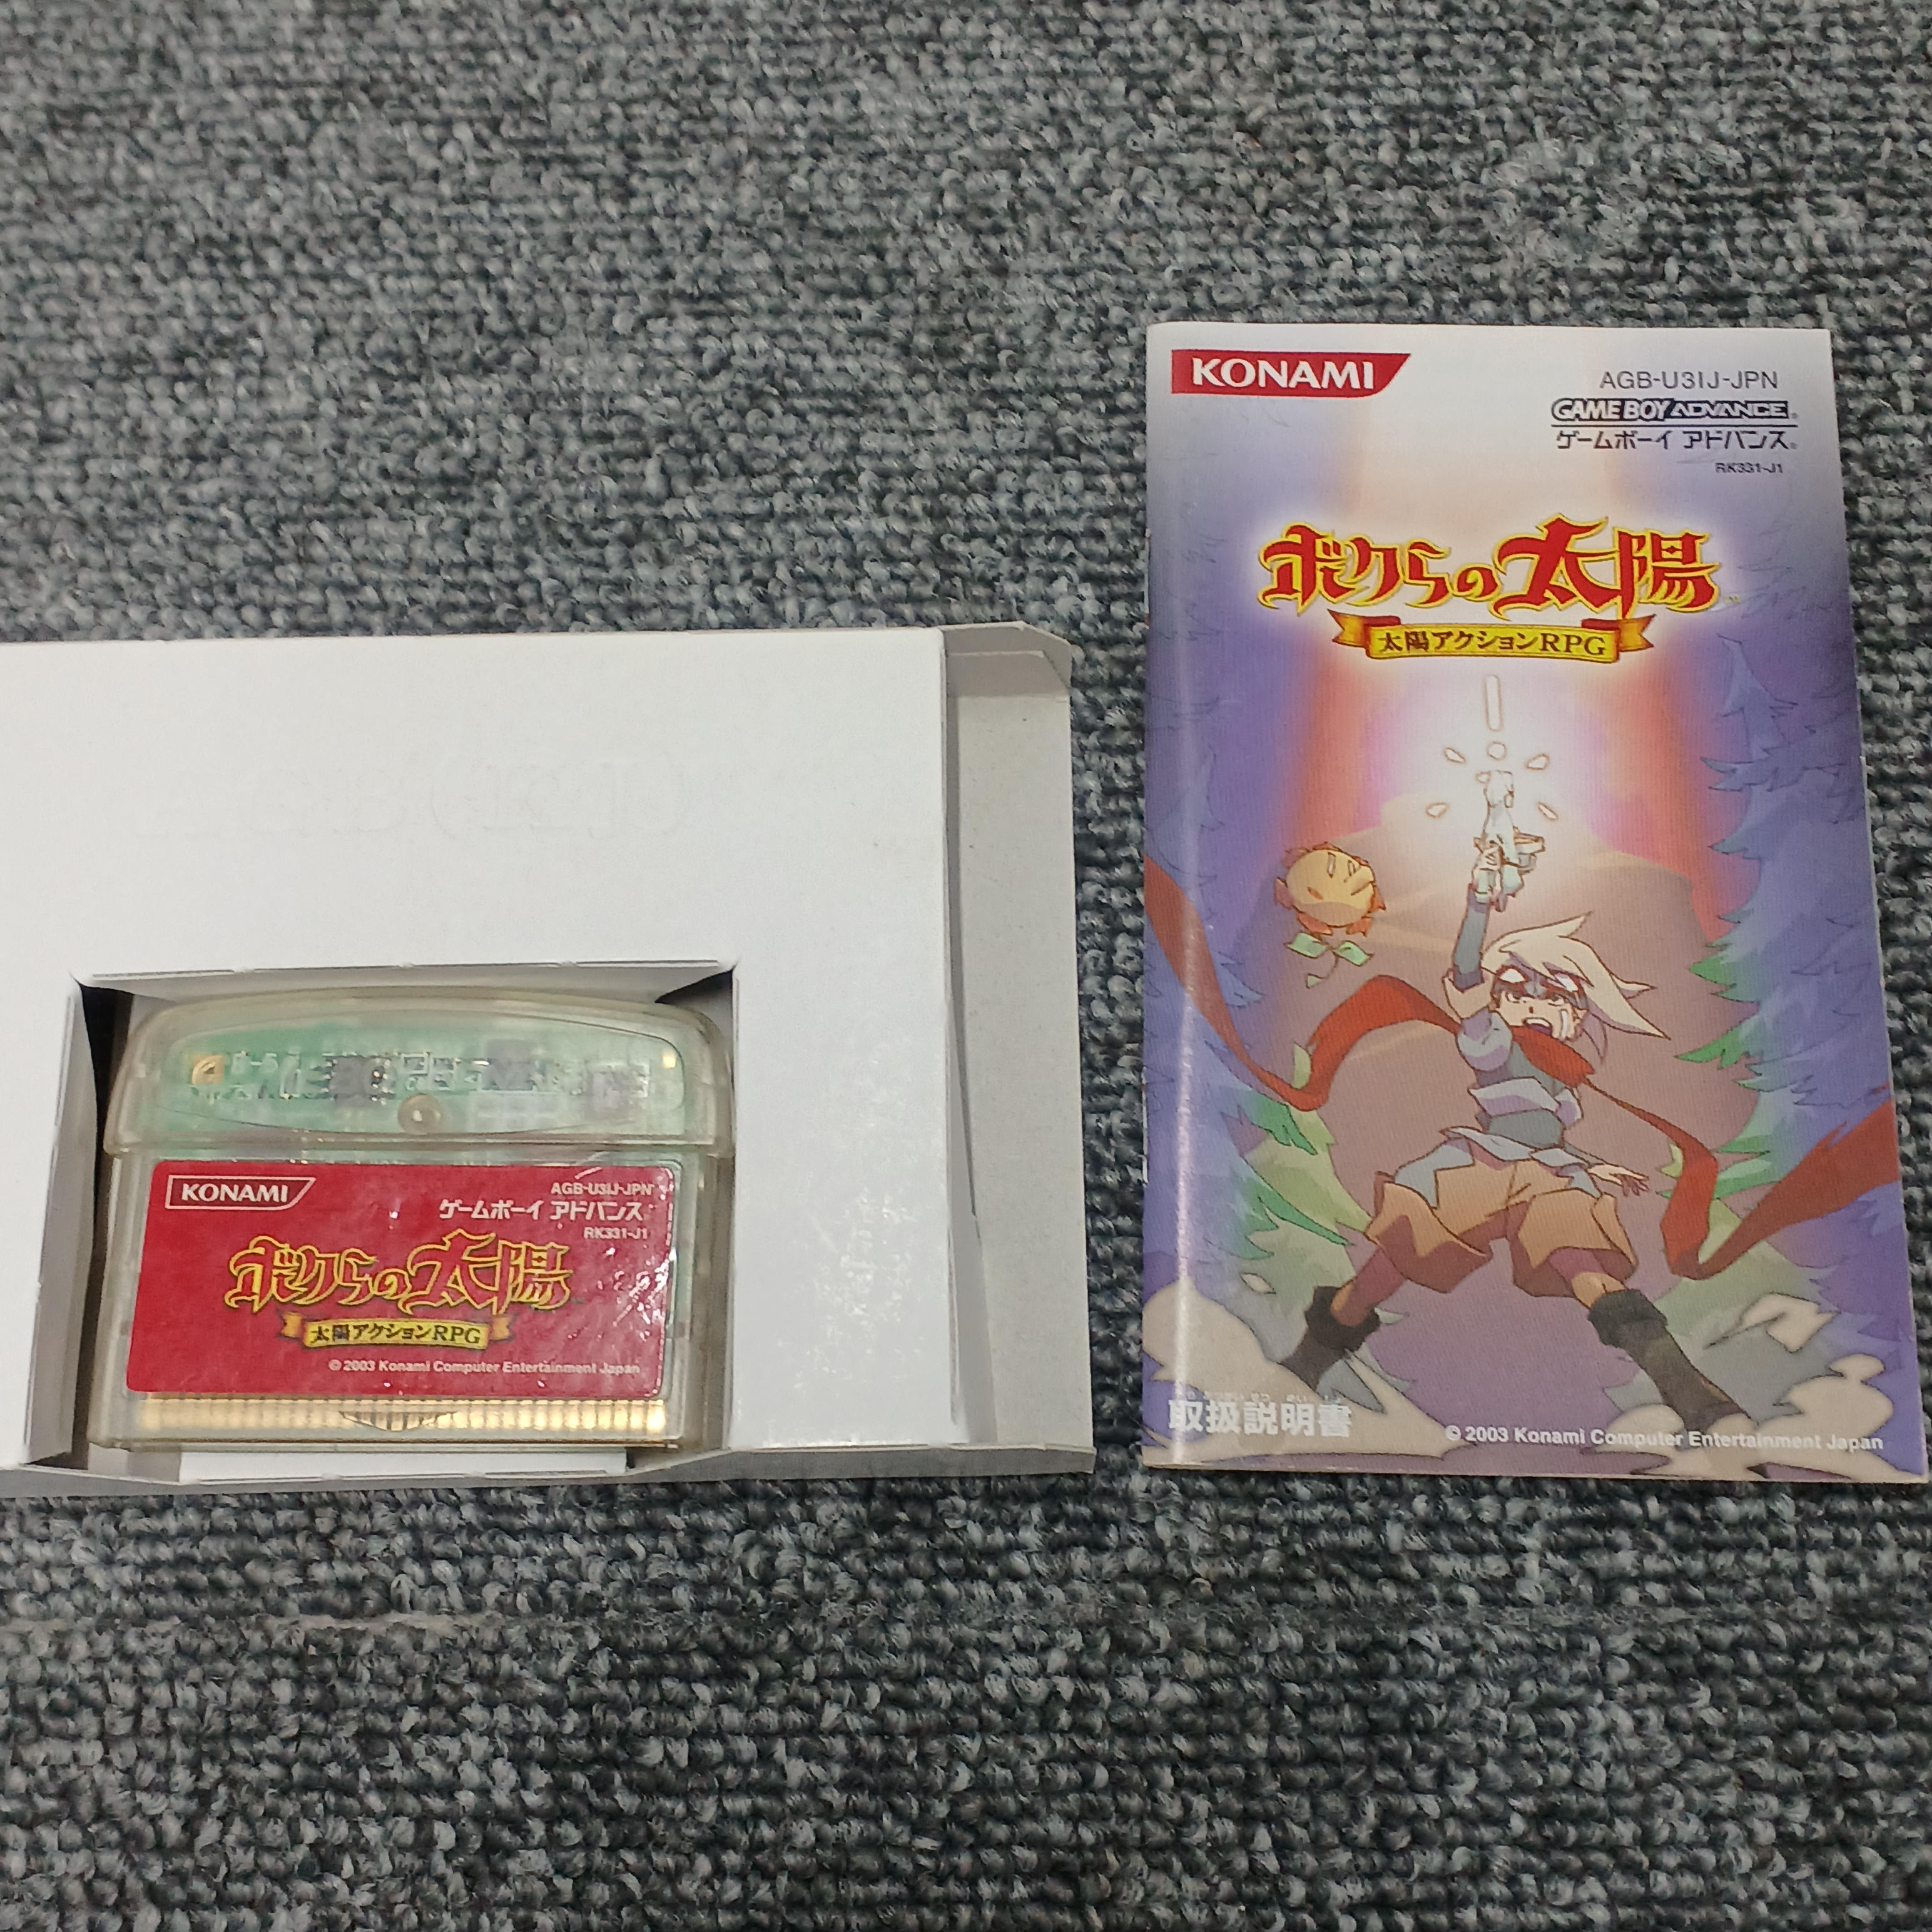 KONAMI
AGB-U3IJ-JPN
ゲームボーイ アドバンス
RK331-J1
ボクらの太陽
太陽アクションRPG
© 2003 Konami Computer Entertainment Japan
KONAMI
AGB-U3IJ-JPN
GAME BOY ADVANCE
ゲームボーイ アドバンス
RK331-J1
ボクらの太陽
太陽アクションRPG
取扱説明書
© 2003 Konami Computer Entertainment Japan